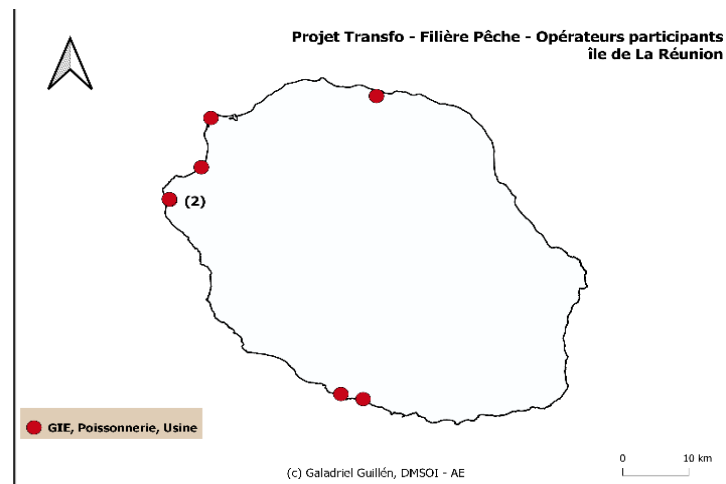 Projet Transfo - Filière Pêche - Opérateurs participants
île de La Réunion
(2)
GIE, Poissonnerie, Usine
0 10 km
(c) Galadriel Guillén, DMSOI - AE